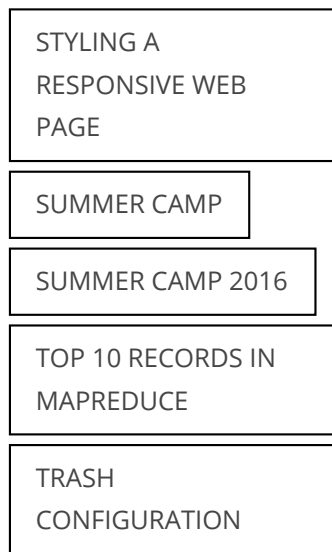 STYLING A
RESPONSIVE WEB
PAGE
SUMMER CAMP
SUMMER CAMP 2016
TOP 10 RECORDS IN
MAPREDUCE
TRASH
CONFIGURATION